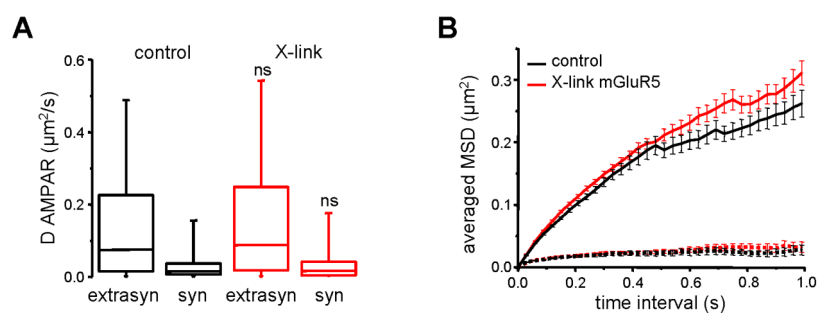 A
control X-link
D AMPAR (µm²/s)
0.6
0.4
0.2
0.0
ns
ns
extrasyn syn extrasyn syn
B
control
X-link mGluR5
averaged MSD (µm²)
0.3
0.2
0.1
0.0
0.0 0.2 0.4 0.6 0.8 1.0
time interval (s)